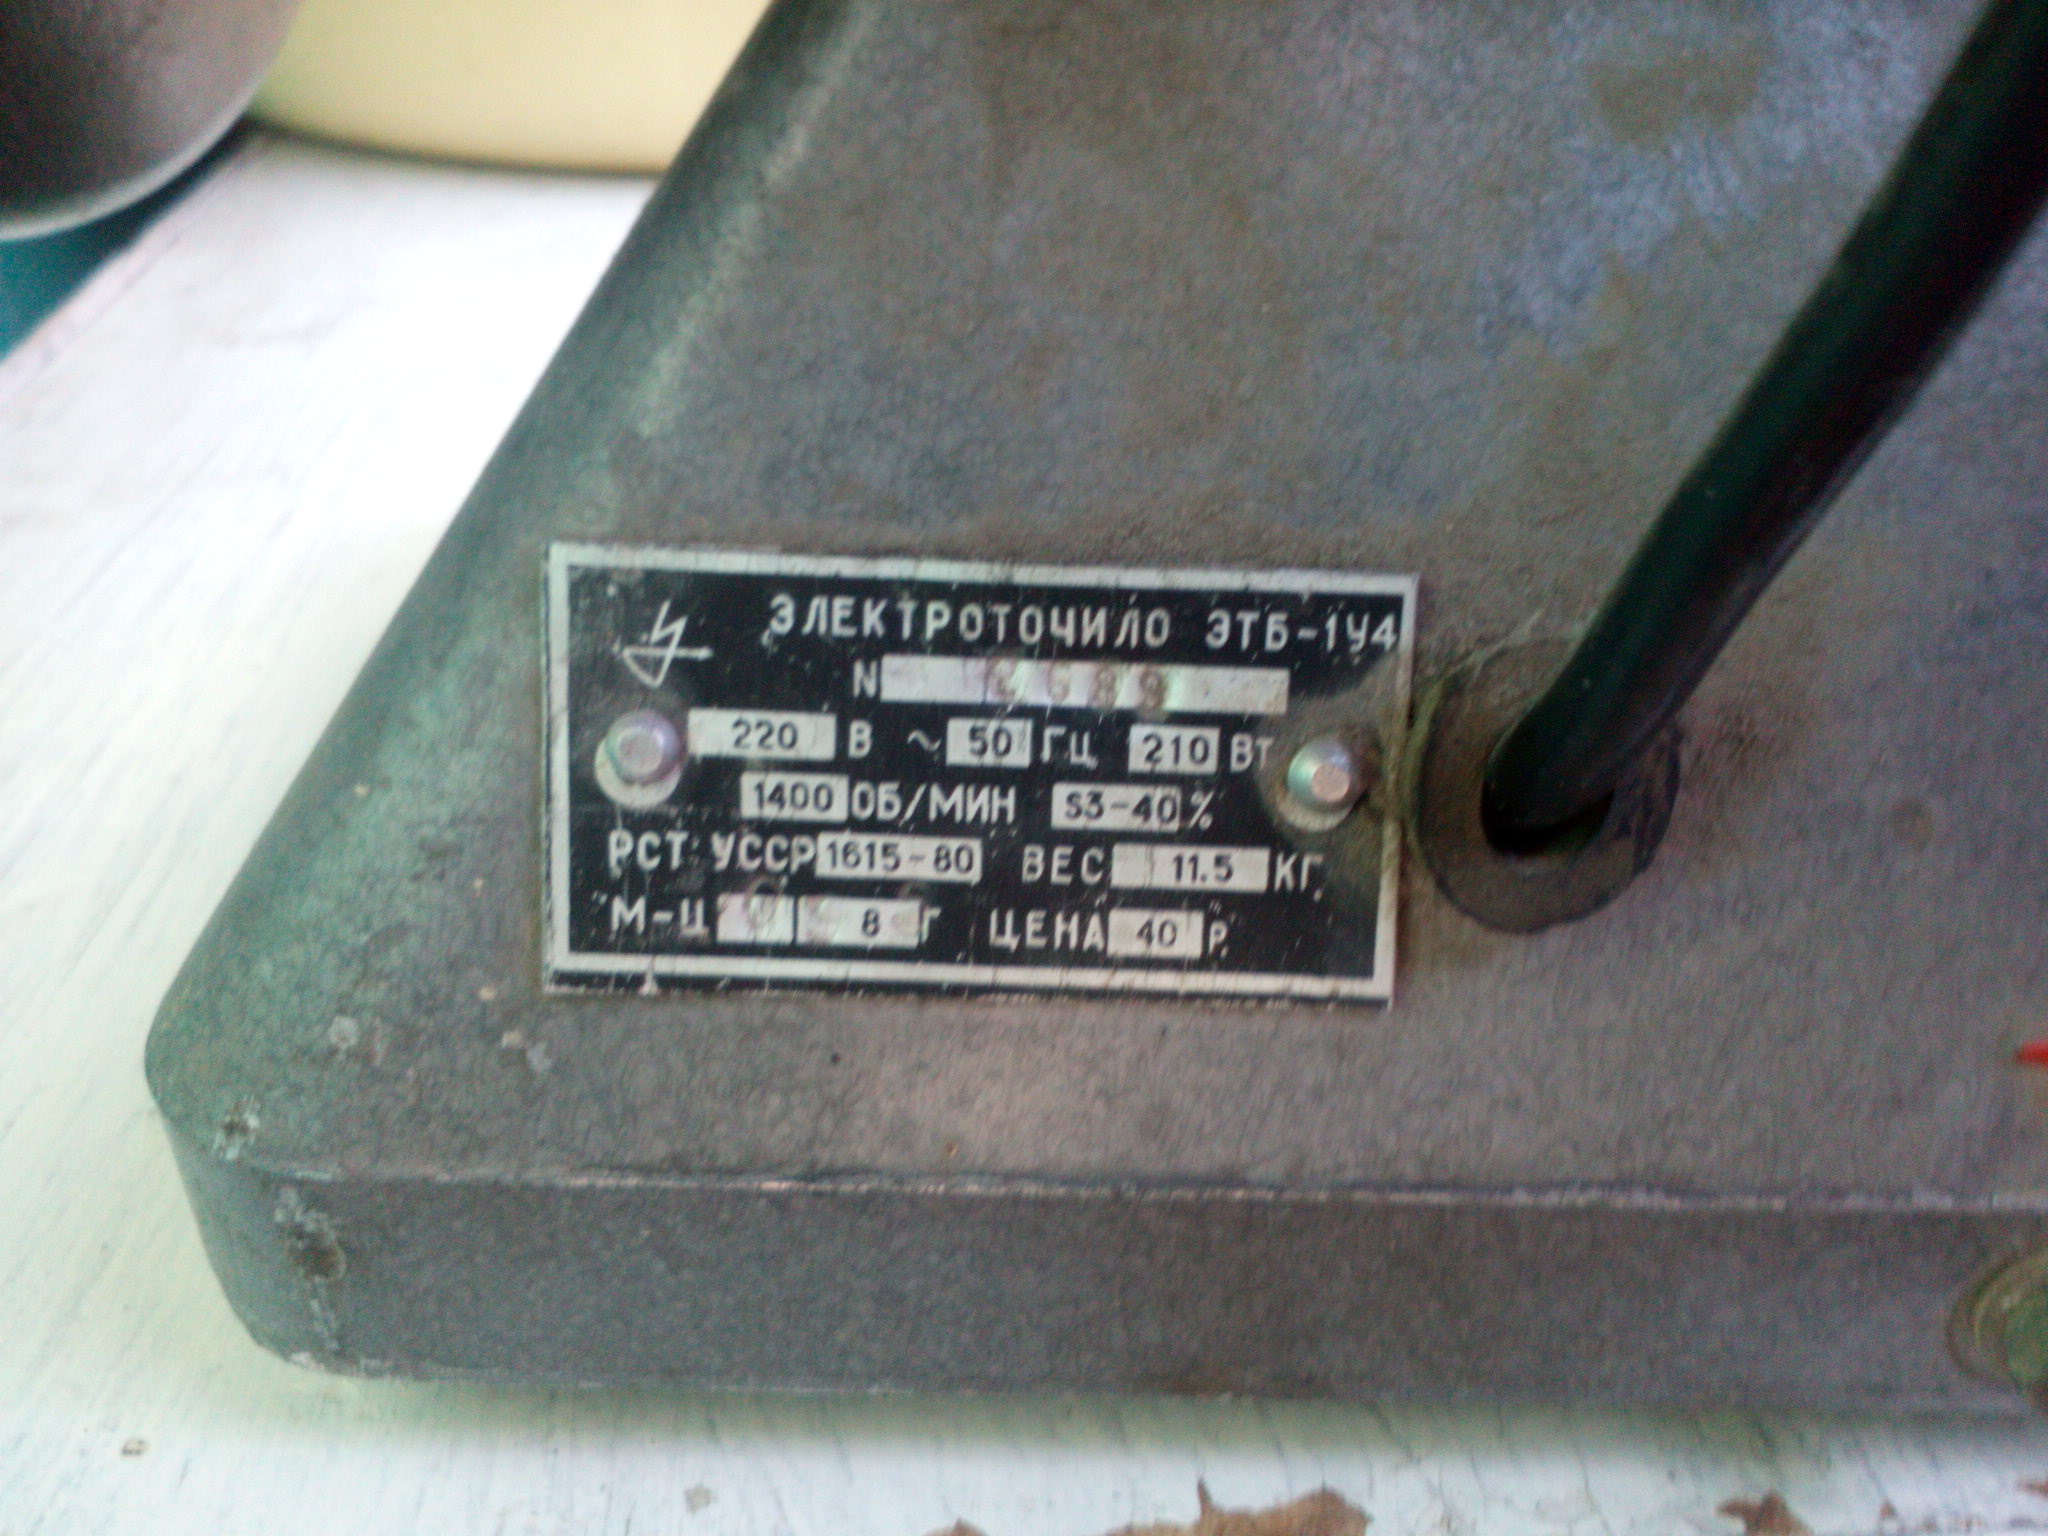 ЭЛЕКТРОТОЧИЛО ЭТБ-1У4
N
220 В ~ 50 ГЦ 210 Вт
1400 ОБ/МИН S3-40 %
РСТ УССР 1615-80 ВЕС 11.5 КГ.
М-Ц 8 Г ЦЕНА 40 Р.